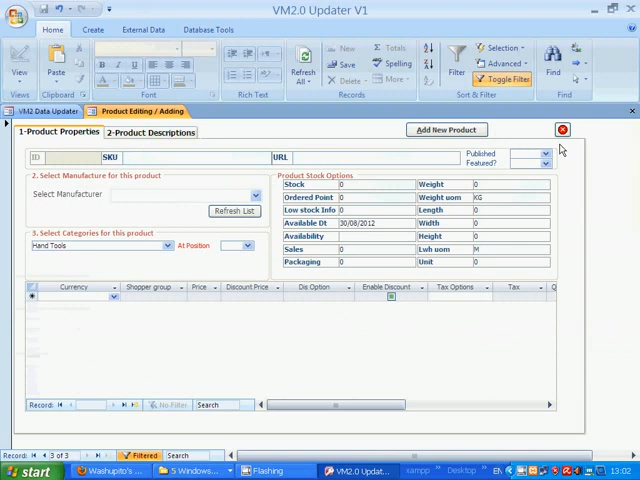 VM2.0 Updater V1
Home Create External Data Database Tools
View Paste B I U A Refresh All New Save Delete Totals Spelling More Filter Selection Advanced Toggle Filter Find
Views Clipboard Font Rich Text Records Sort & Filter Find
VM2 Data Updater Product Editing / Adding
1-Product Properties 2-Product Descriptions Add New Product
ID SKU URL Published
Featured?
2. Select Manufacture for this product
Select Manufacturer
Refresh List
3. Select Categories for this product
Hand Tools At Position
Product Stock Options
Stock 0 Weight 0
Ordered Point 0 Weight uom KG
Low stock Info 0 Length 0
Available Dt 30/08/2012 Width 0
Availability Height 0
Sales 0 Lwh uom M
Packaging 0 Unit 0
Currency Shopper group Price Discount Price Dis Option Enable Discount Tax Options Tax Q
Record: No Filter Search
Record: 3 of 3 Filtered Search
start Washupito's ... 5 Windows... Flashing VM2.0 Updat... xampp Desktop EN 13:02